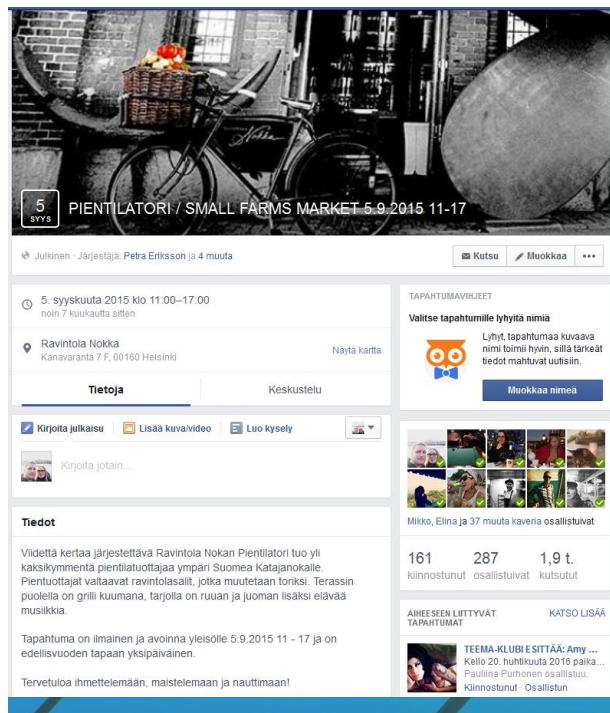 Nokka
5
SYYS
PIENTILATORI / SMALL FARMS MARKET 5.9.2015 11-17
Julkinen · Järjestäjä: Petra Eriksson ja 4 muuta
Kutsu
Muokkaa
5. syyskuuta 2015 klo 11:00–17:00
noin 7 kuukautta sitten
Ravintola Nokka
Kanavaranta 7 F, 00160 Helsinki
Näytä kartta
Tietoja
Keskustelu
Kirjoita julkaisu
Lisää kuva/video
Luo kysely
Kirjoita jotain...
Tiedot
Viidettä kertaa järjestettävä Ravintola Nokan Pientilatori tuo yli
kaksikymmentä pientilatuottajaa ympäri Suomea Katajanokalle.
Pientuottajat valtaavat ravintolasalit, jotka muutetaan toriksi. Terassin
puolella on grilli kuumana, tarjolla on ruuan ja juoman lisäksi elävää
musiikkia.
Tapahtuma on ilmainen ja avoinna yleisölle 5.9.2015 11 - 17 ja on
edellisvuoden tapaan yksipäiväinen.
Tervetuloa ihmettelemään, maistelemaan ja nauttimaan!
TAPAHTUMAVIHJEET
Valitse tapahtumille lyhyitä nimiä
Lyhyt, tapahtumaa kuvaava
nimi toimii hyvin, sillä tärkeät
tiedot mahtuvat uutisiin.
Muokkaa nimeä
Mikko, Elina ja 37 muuta kaveria osallistuivat
161
kiinnostunut
287
osallistuivat
1,9 t.
kutsutut
AIHEESEEN LIITTYVÄT
TAPAHTUMAT
KATSO LISÄÄ
TEEMA-KLUBI ESITTÄÄ: Amy ...
Kello 20. huhtikuuta 2016 paika...
Pauliina Purhonen osallistuu.
Kiinnostunut · Osallistun